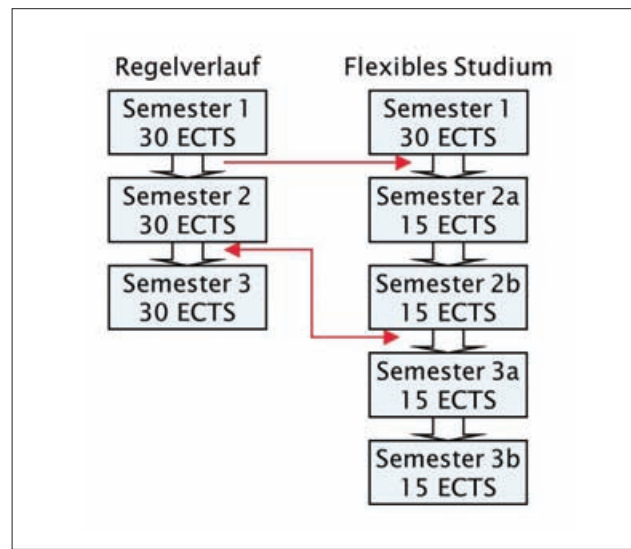 Regelverlauf
Semester 1
30 ECTS
Semester 2
30 ECTS
Semester 3
30 ECTS
Flexibles Studium
Semester 1
30 ECTS
Semester 2a
15 ECTS
Semester 2b
15 ECTS
Semester 3a
15 ECTS
Semester 3b
15 ECTS